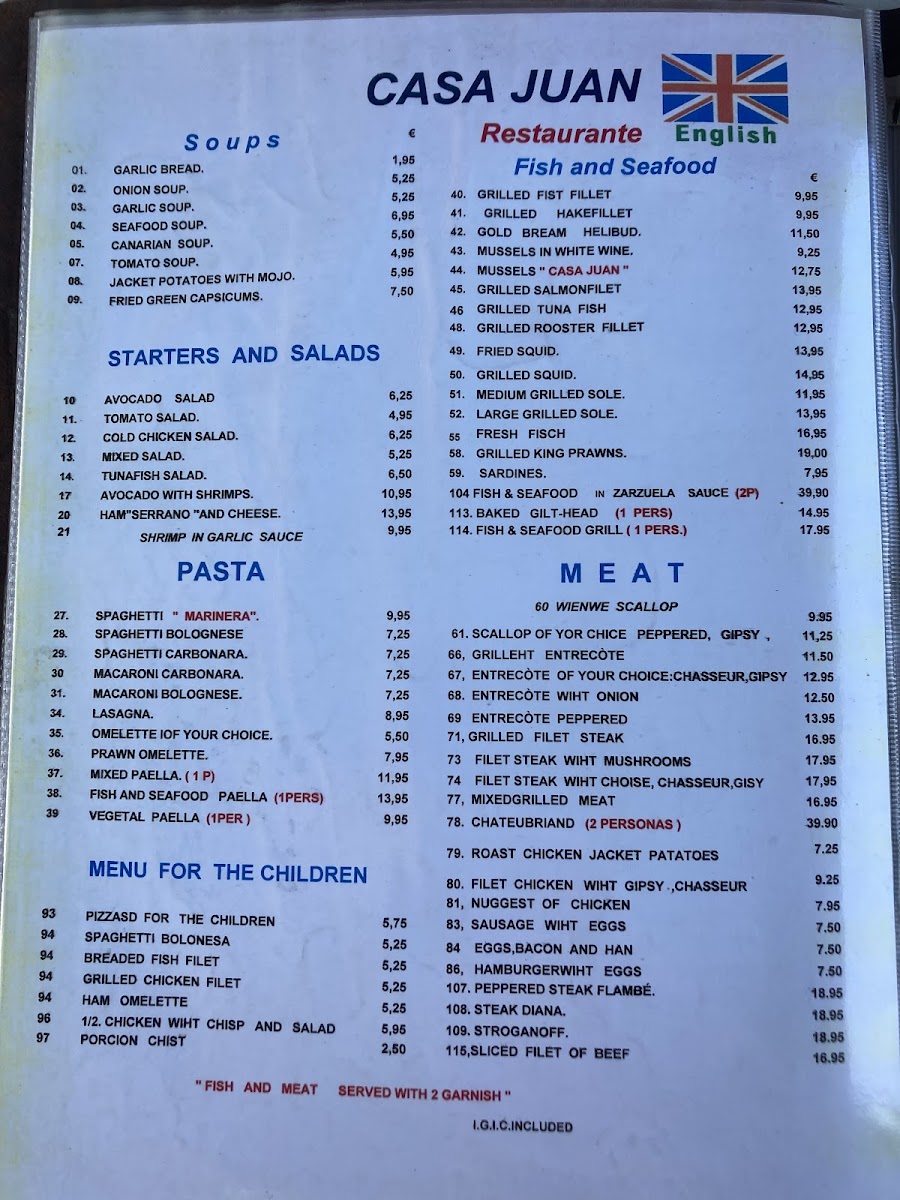 CASA JUAN
Restaurante English
Soups €
01. GARLIC BREAD. 1,95
02. ONION SOUP. 5,25
03. GARLIC SOUP. 5,25
04. SEAFOOD SOUP. 6,95
05. CANARIAN SOUP. 5,50
07. TOMATO SOUP. 4,95
08. JACKET POTATOES WITH MOJO. 5,95
09. FRIED GREEN CAPSICUMS. 7,50
STARTERS AND SALADS
10 AVOCADO SALAD 6,25
11. TOMATO SALAD. 4,95
12. COLD CHICKEN SALAD. 6,25
13. MIXED SALAD. 5,25
14. TUNAFISH SALAD. 6,50
17 AVOCADO WITH SHRIMPS. 10,95
20 HAM"SERRANO "AND CHEESE. 13,95
21 SHRIMP IN GARLIC SAUCE 9,95
PASTA
27. SPAGHETTI " MARINERA". 9,95
28. SPAGHETTI BOLOGNESE 7,25
29. SPAGHETTI CARBONARA. 7,25
30 MACARONI CARBONARA. 7,25
31. MACARONI BOLOGNESE. 7,25
34. LASAGNA. 8,95
35. OMELETTE IOF YOUR CHOICE. 5,50
36. PRAWN OMELETTE. 7,95
37. MIXED PAELLA. ( 1 P) 11,95
38. FISH AND SEAFOOD PAELLA (1PERS) 13,95
39 VEGETAL PAELLA (1PER ) 9,95
MENU FOR THE CHILDREN
93 PIZZASD FOR THE CHILDREN 5,75
94 SPAGHETTI BOLONESA 5,25
94 BREADED FISH FILET 5,25
94 GRILLED CHICKEN FILET 5,25
94 HAM OMELETTE 5,25
96 1/2. CHICKEN WIHT CHISP AND SALAD 5,95
97 PORCION CHIST 2,50
Fish and Seafood €
40. GRILLED FIST FILLET 9,95
41. GRILLED HAKEFILLET 9,95
42. GOLD BREAM HELIBUD. 11,50
43. MUSSELS IN WHITE WINE. 9,25
44. MUSSELS " CASA JUAN " 12,75
45. GRILLED SALMONFILET 13,95
46 GRILLED TUNA FISH 12,95
48. GRILLED ROOSTER FILLET 12,95
49. FRIED SQUID. 13,95
50. GRILLED SQUID. 14,95
51. MEDIUM GRILLED SOLE. 11,95
52. LARGE GRILLED SOLE. 13,95
55 FRESH FISCH 16,95
58. GRILLED KING PRAWNS. 19,00
59. SARDINES. 7,95
104 FISH & SEAFOOD IN ZARZUELA SAUCE (2P) 39,90
113. BAKED GILT-HEAD (1 PERS) 14.95
114. FISH & SEAFOOD GRILL ( 1 PERS.) 17.95
MEAT
60 WIENWE SCALLOP 9.95
61. SCALLOP OF YOR CHICE PEPPERED, GIPSY , 11,25
66, GRILLEHT ENTRECÒTE 11.50
67, ENTRECÒTE OF YOUR CHOICE:CHASSEUR,GIPSY 12.95
68. ENTRECÒTE WIHT ONION 12.50
69 ENTRECÒTE PEPPERED 13.95
71, GRILLED FILET STEAK 16.95
73 FILET STEAK WIHT MUSHROOMS 17.95
74 FILET STEAK WIHT CHOISE, CHASSEUR,GISY 17,95
77, MIXEDGRILLED MEAT 16.95
78. CHATEUBRIAND (2 PERSONAS ) 39.90
79. ROAST CHICKEN JACKET PATATOES 7.25
80. FILET CHICKEN WIHT GIPSY .,CHASSEUR 9.25
81, NUGGEST OF CHICKEN 7.95
83, SAUSAGE WIHT EGGS 7.50
84 EGGS,BACON AND HAN 7.50
86, HAMBURGERWIHT EGGS 7.50
107. PEPPERED STEAK FLAMBÉ. 18.95
108. STEAK DIANA. 18.95
109. STROGANOFF. 18.95
115,SLICED FILET OF BEEF 16.95
" FISH AND MEAT SERVED WITH 2 GARNISH "
I.G.I.C.INCLUDED